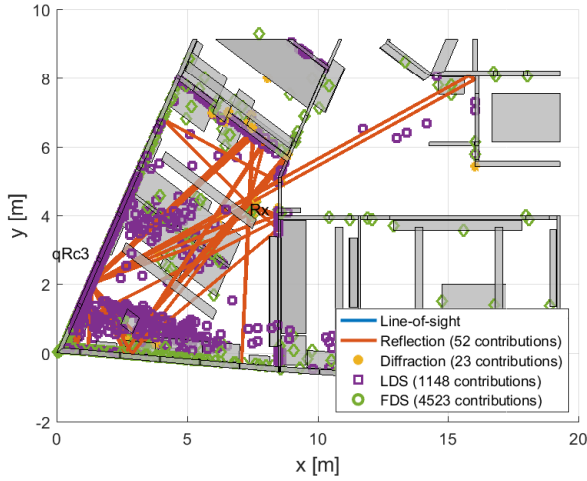 10
8
6
4
2
0
-2
y [m]
Rx
qRc3
Line-of-sight
Reflection (52 contributions)
Diffraction (23 contributions)
LDS (1148 contributions)
FDS (4523 contributions)
0 5 10 15 20
x [m]